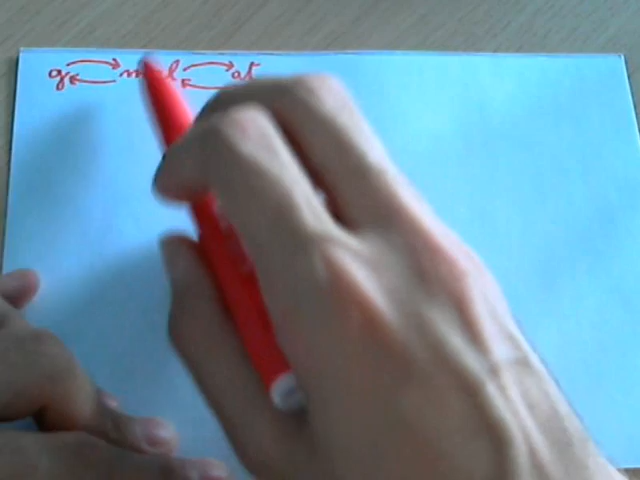 g ⇄ mol ⇄ at